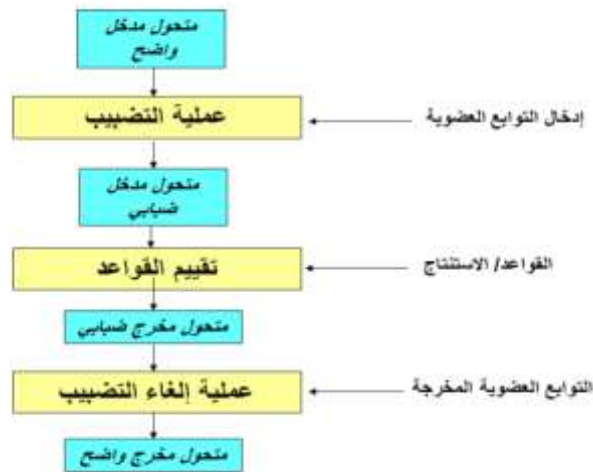 متحول مدخل
واضح
عملية التضبيب
إدخال التوابع العضوية
متحول مدخل
ضبابي
تقييم القواعد
القواعد/ الاستنتاج
متحول مخرج ضبابي
عملية إلغاء التضبيب
التوابع العضوية المخرجة
متحول مخرج واضح